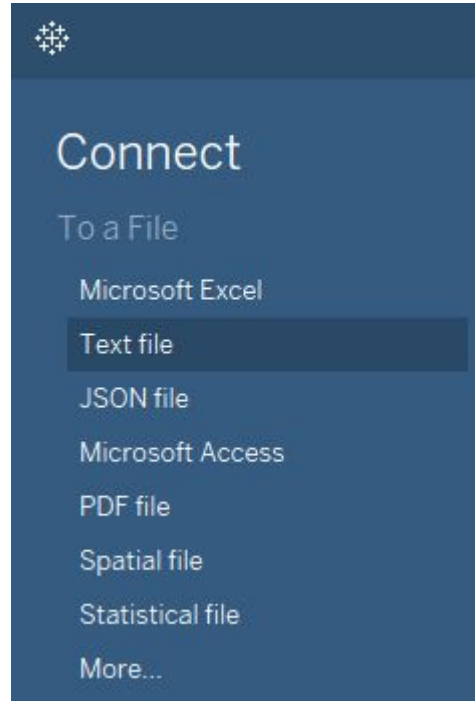 Connect
To a File
Microsoft Excel
Text file
JSON file
Microsoft Access
PDF file
Spatial file
Statistical file
More...